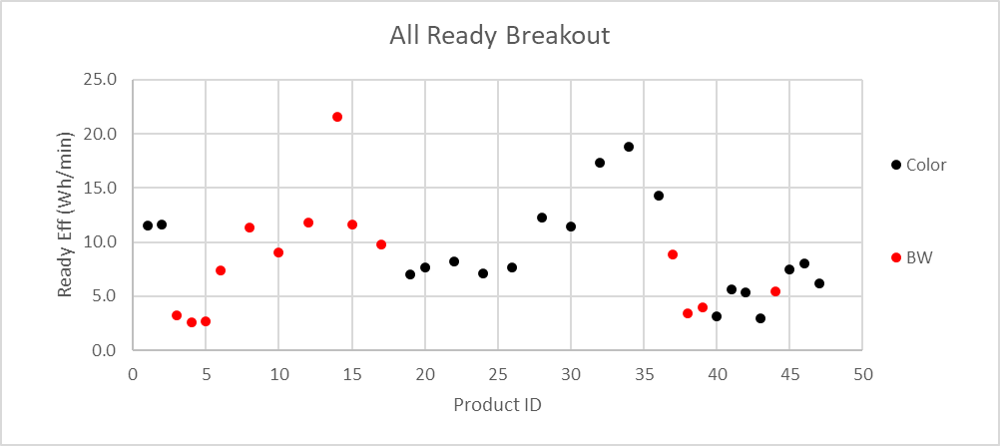 All Ready Breakout
25.0
20.0
15.0
10.0
5.0
0.0
Ready Eff (Wh/min)
0 5 10 15 20 25 30 35 40 45 50
Product ID
Color
BW